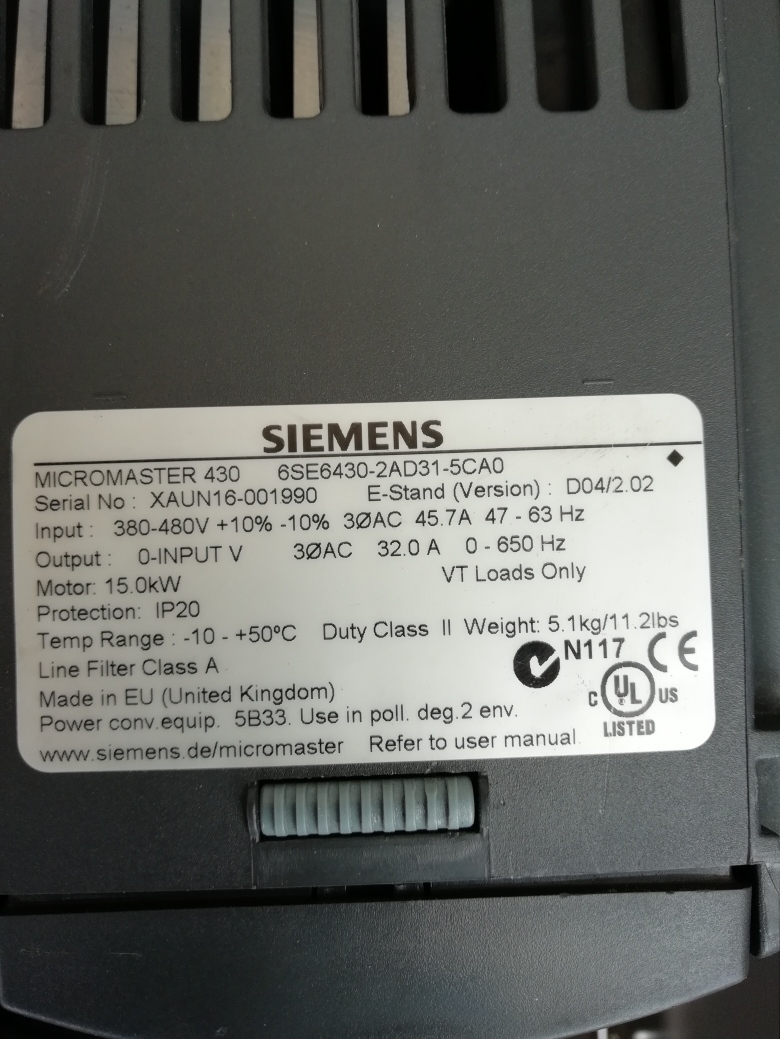 SIEMENS
MICROMASTER 430 6SE6430-2AD31-5CA0
Serial No : XAUN16-001990 E-Stand (Version) : D04/2.02
Input : 380-480V +10% -10% 3ØAC 45.7A 47 - 63 Hz
Output : 0-INPUT V 3ØAC 32.0 A 0 - 650 Hz
Motor: 15.0kW VT Loads Only
Protection: IP20
Temp Range : -10 - +50ºC Duty Class II Weight: 5.1kg/11.2lbs
Line Filter Class A N117 CE
Made in EU (United Kingdom) C UL US
Power conv.equip. 5B33. Use in poll. deg.2 env. LISTED
www.siemens.de/micromaster Refer to user manual